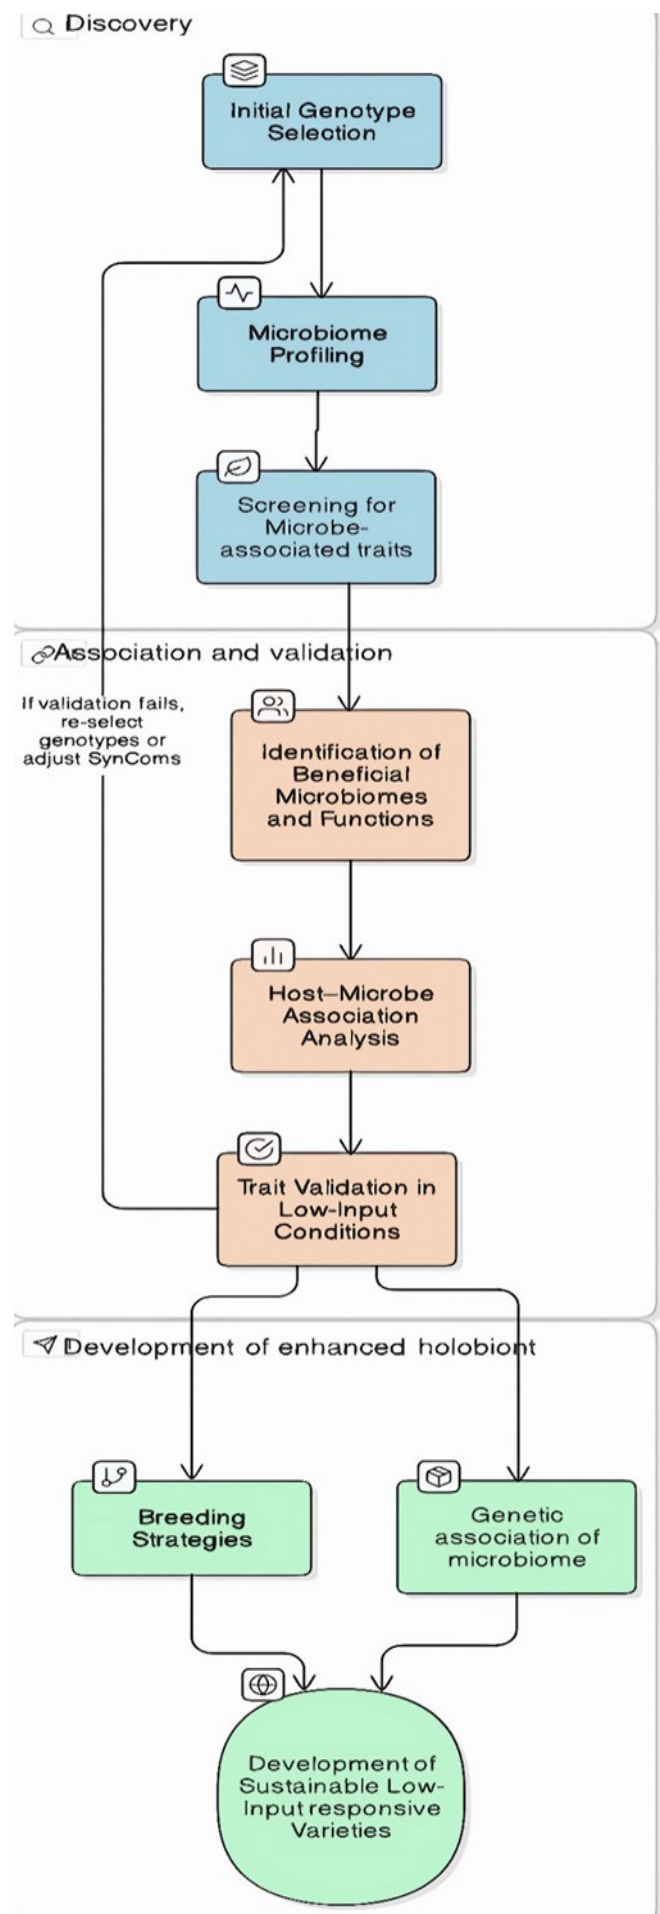 Discovery
Initial Genotype
Selection
Microbiome
Profiling
Screening for
Microbe-
associated traits
Association and validation
If validation fails,
re-select
genotypes or
adjust SynComs
Identification of
Beneficial
Microbiomes
and Functions
Host–Microbe
Association
Analysis
Trait Validation in
Low-Input
Conditions
Development of enhanced holobiont
Breeding
Strategies
Genetic
association of
microbiome
Development of
Sustainable Low-
Input responsive
Varieties